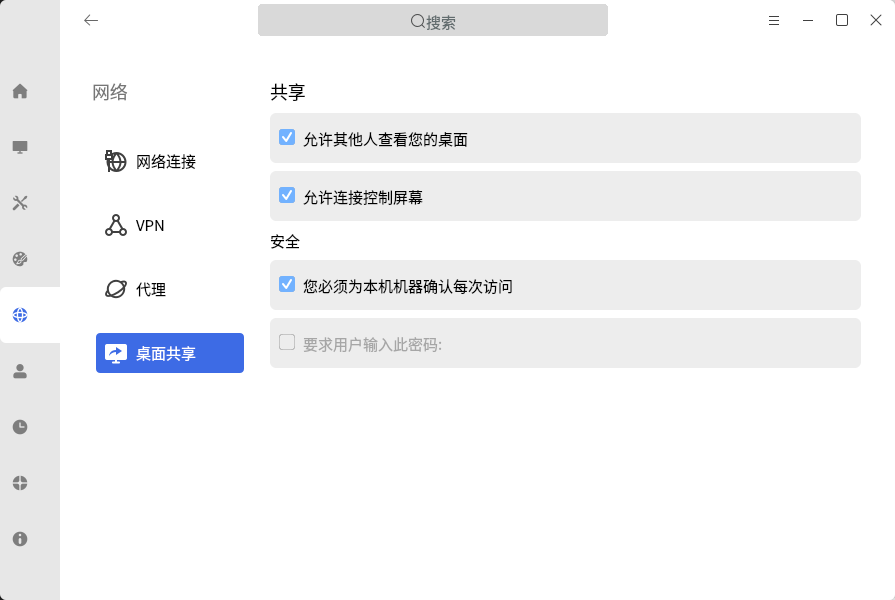 搜索
网络
网络连接
VPN
代理
桌面共享
共享
允许其他人查看您的桌面
允许连接控制屏幕
安全
您必须为本机机器确认每次访问
要求用户输入此密码: